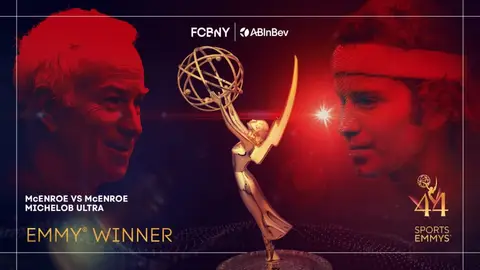 FCBNY | ABInBev
McENROE VS McENROE
MICHELOB ULTRA
EMMY® WINNER
44
SPORTS
EMMYS®